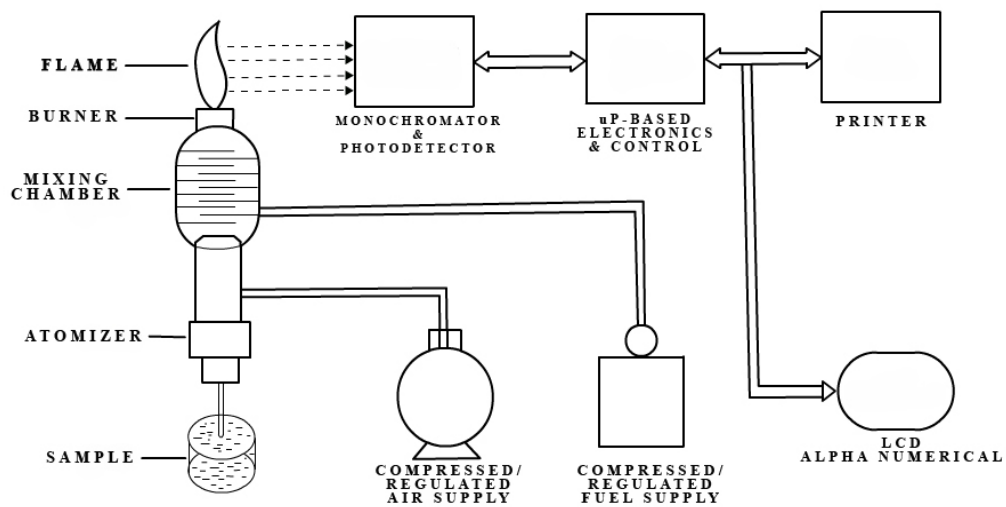 FLAME
BURNER
MIXING
CHAMBER
ATOMIZER
SAMPLE
MONOCHROMATOR
&
PHOTODETECTOR
uP-BASED
ELECTRONICS
& CONTROL
PRINTER
COMPRESSED/
REGULATED
AIR SUPPLY
COMPRESSED/
REGULATED
FUEL SUPPLY
LCD
ALPHA NUMERICAL